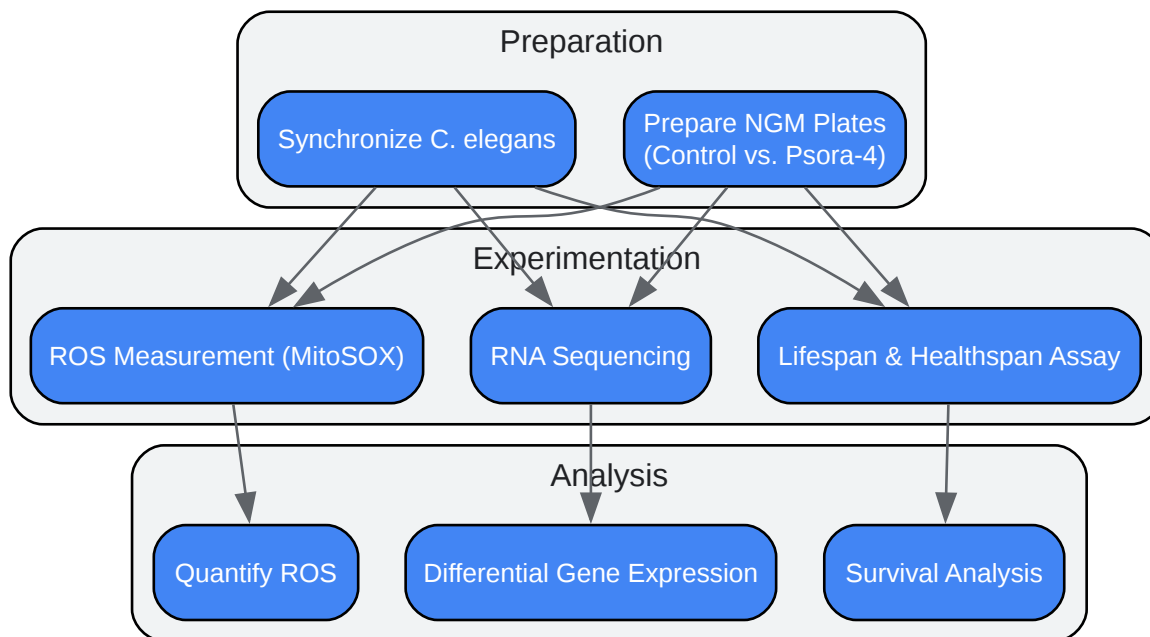 Preparation
Synchronize C. elegans
Prepare NGM Plates
(Control vs. Psora-4)
Experimentation
ROS Measurement (MitoSOX)
RNA Sequencing
Lifespan & Healthspan Assay
Analysis
Quantify ROS
Differential Gene Expression
Survival Analysis